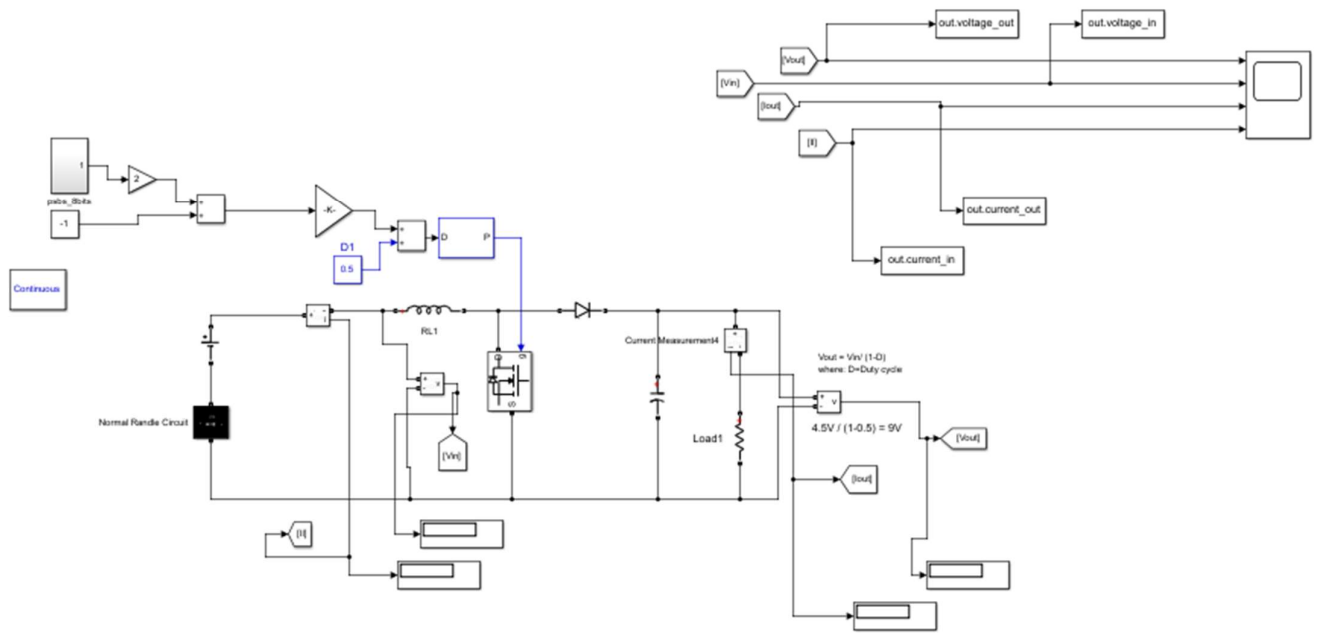 out.voltage_out
out.voltage_in
[Vout]
[Vin]
[Iout]
[II]
1
2
prbs_8bits
-1
-K-
out.current_out
out.current_in
D1
0.5
D
P
Continuous
RL1
Current Measurement4
Vout = Vin/ (1-D)
where: D=Duty cycle
v
v
Normal Randle Circuit
4.5V / (1-0.5) = 9V
Load1
[Vin]
[Vout]
[Iout]
[II]